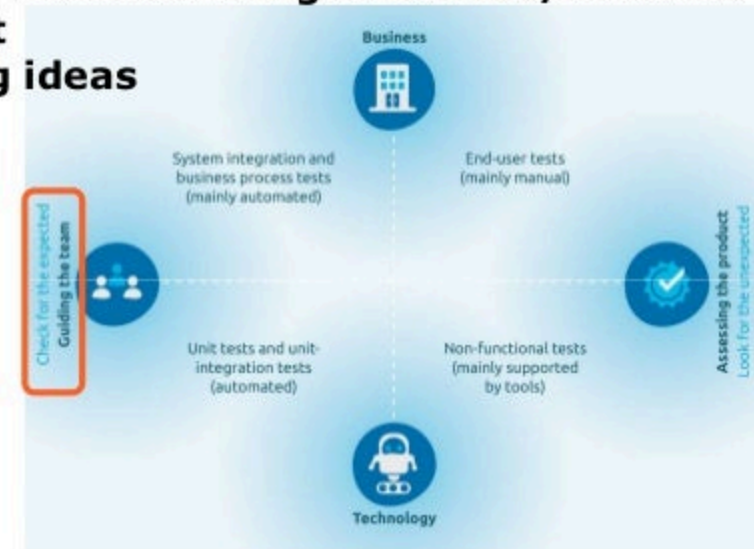 t
g ideas
Business
System integration and
business process tests
(mainly automated)
End-user tests
(mainly manual)
Check for the expected
Guiding the team
Assessing the product
Look for the unexpected
Unit tests and unit-
integration tests
(automated)
Non-functional tests
(mainly supported
by tools)
Technology